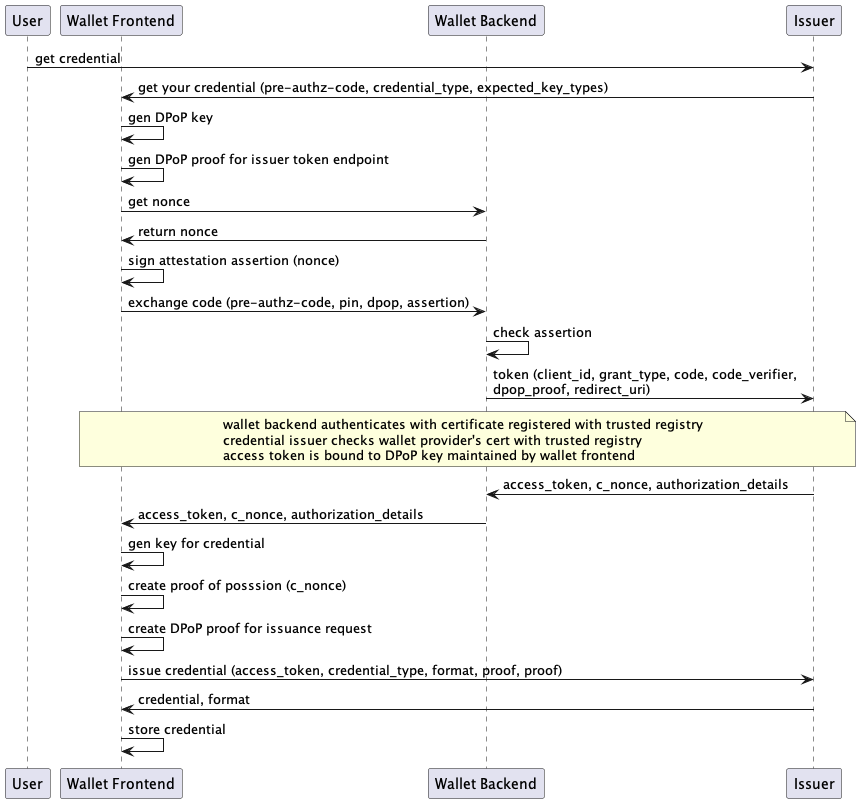 User Wallet Frontend Wallet Backend Issuer
get credential
get your credential (pre-authz-code, credential_type, expected_key_types)
gen DPoP key
gen DPoP proof for issuer token endpoint
get nonce
return nonce
sign attestation assertion (nonce)
exchange code (pre-authz-code, pin, dpop, assertion)
check assertion
token (client_id, grant_type, code, code_verifier,
dpop_proof, redirect_uri)
wallet backend authenticates with certificate registered with trusted registry
credential issuer checks wallet provider's cert with trusted registry
access token is bound to DPoP key maintained by wallet frontend
access_token, c_nonce, authorization_details
access_token, c_nonce, authorization_details
gen key for credential
create proof of posssion (c_nonce)
create DPoP proof for issuance request
issue credential (access_token, credential_type, format, proof, proof)
credential, format
store credential
User Wallet Frontend Wallet Backend Issuer